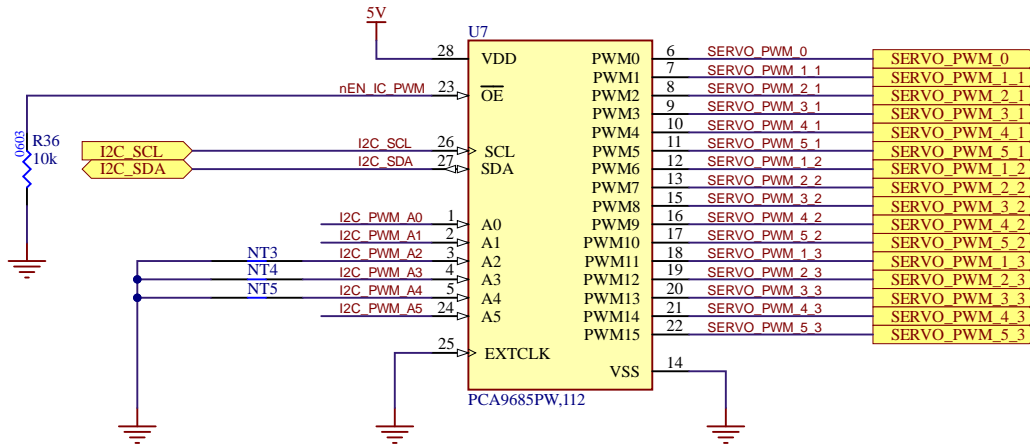 5V
U7
28 VDD PWM0 6 SERVO_PWM_0 SERVO_PWM_0
PWM1 7 SERVO_PWM_1_1 SERVO_PWM_1_1
nEN_IC_PWM 23 OE PWM2 8 SERVO_PWM_2_1 SERVO_PWM_2_1
PWM3 9 SERVO_PWM_3_1 SERVO_PWM_3_1
0603 R36 10k
PWM4 10 SERVO_PWM_4_1 SERVO_PWM_4_1
I2C_SCL I2C_SCL 26 SCL PWM5 11 SERVO_PWM_5_1 SERVO_PWM_5_1
I2C_SDA I2C_SDA 27 SDA PWM6 12 SERVO_PWM_1_2 SERVO_PWM_1_2
PWM7 13 SERVO_PWM_2_2 SERVO_PWM_2_2
PWM8 15 SERVO_PWM_3_2 SERVO_PWM_3_2
I2C_PWM_A0 1 A0 PWM9 16 SERVO_PWM_4_2 SERVO_PWM_4_2
I2C_PWM_A1 2 A1 PWM10 17 SERVO_PWM_5_2 SERVO_PWM_5_2
NT3 I2C_PWM_A2 3 A2 PWM11 18 SERVO_PWM_1_3 SERVO_PWM_1_3
NT4 I2C_PWM_A3 4 A3 PWM12 19 SERVO_PWM_2_3 SERVO_PWM_2_3
NT5 I2C_PWM_A4 5 A4 PWM13 20 SERVO_PWM_3_3 SERVO_PWM_3_3
I2C_PWM_A5 24 A5 PWM14 21 SERVO_PWM_4_3 SERVO_PWM_4_3
PWM15 22 SERVO_PWM_5_3 SERVO_PWM_5_3
25 EXTCLK
VSS 14
PCA9685PW,112